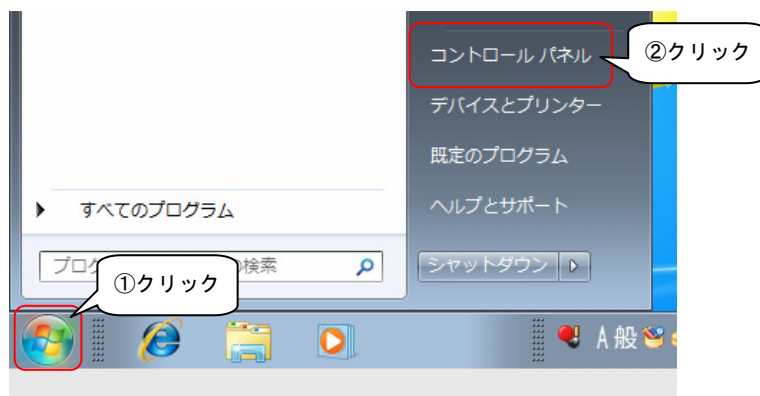 コントロール パネル
②クリック
デバイスとプリンター
既定のプログラム
すべてのプログラム
ヘルプとサポート
プロ
の検索
シャットダウン
①クリック
A 般